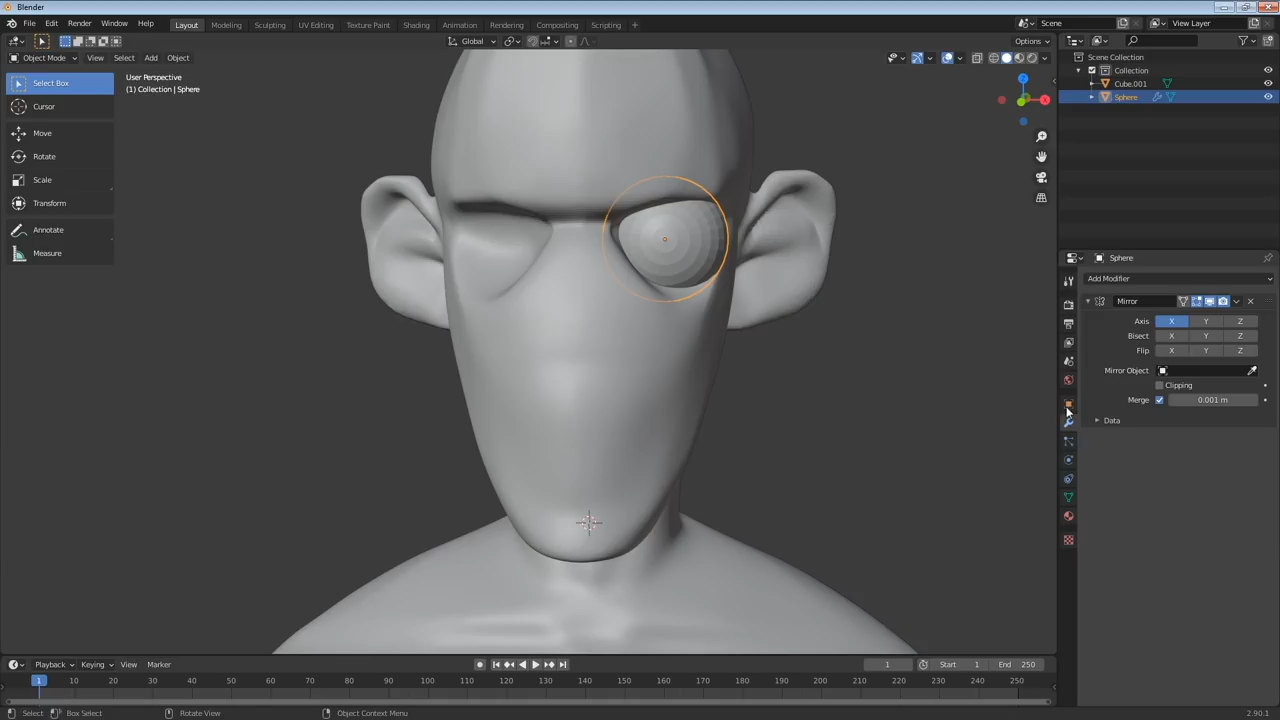 Blender
File Edit Render Window Help
Layout Modeling Sculpting UV Editing Texture Paint Shading Animation Rendering Compositing Scripting +
Scene
View Layer
Object Mode View Select Add Object
Global
Options
Select Box
Cursor
Move
Rotate
Scale
Transform
Annotate
Measure
User Perspective
(1) Collection | Sphere
X
Z
Scene Collection
Collection
Cube.001
Sphere
Sphere
Add Modifier
Mirror
Axis X Y Z
Bisect X Y Z
Flip X Y Z
Mirror Object
Clipping
Merge 0.001 m
Data
Playback Keying View Marker
1 Start 1 End 250
1 10 20 30 40 50 60 70 80 90 100 110 120 130 140 150 160 170 180 190 200 210 220 230 240 250
Select Box Select Rotate View Object Context Menu 2.90.1